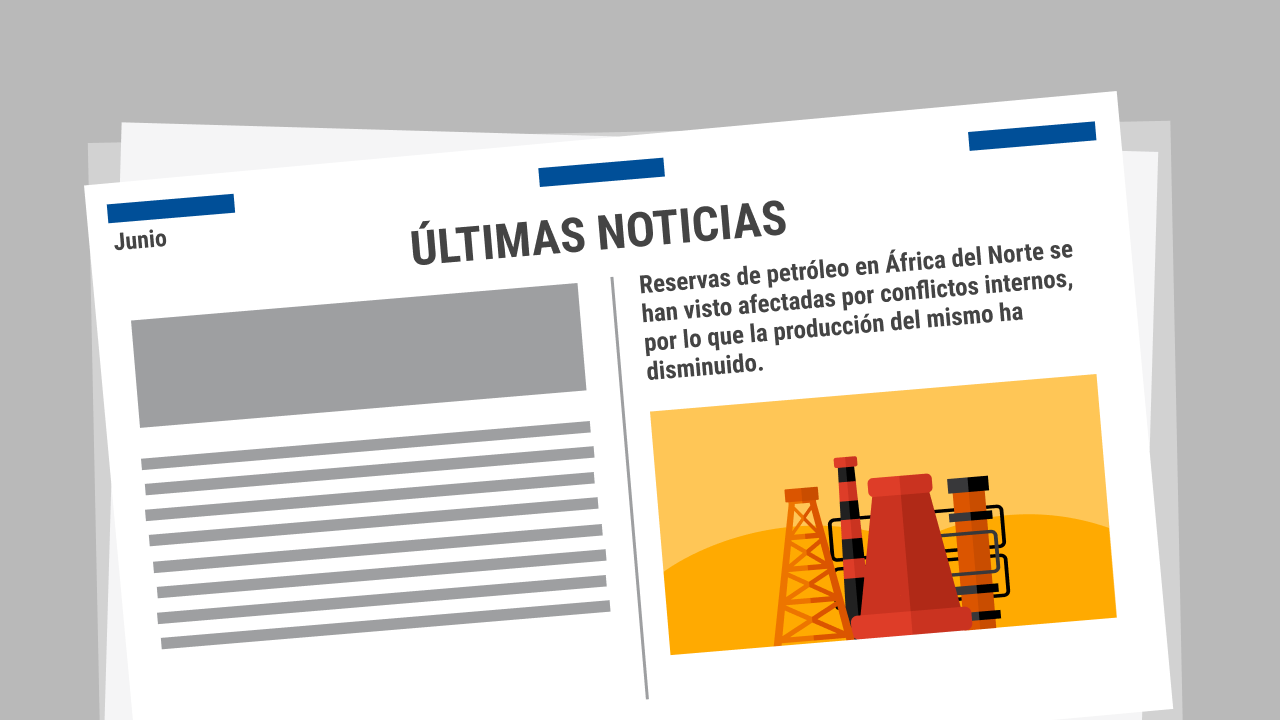 Junio
ÚLTIMAS NOTICIAS
Reservas de petróleo en África del Norte se
han visto afectadas por conflictos internos,
por lo que la producción del mismo ha
disminuido.